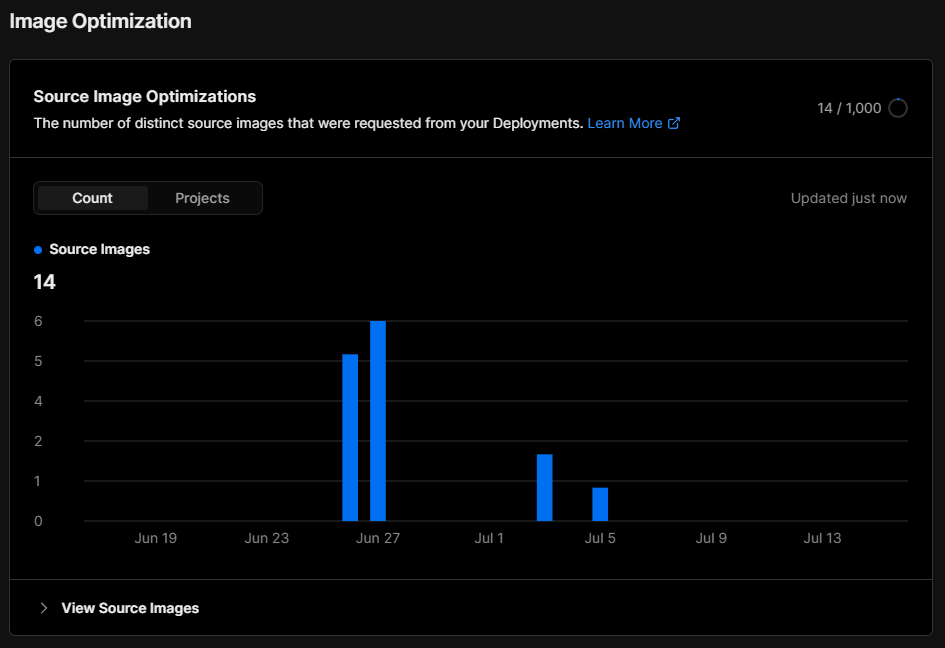 Image Optimization
Source Image Optimizations
The number of distinct source images that were requested from your Deployments. Learn More
14 / 1,000
Count
Projects
Updated just now
Source Images
14
6
5
4
2
1
0
Jun 19
Jun 23
Jun 27
Jul 1
Jul 5
Jul 9
Jul 13
View Source Images